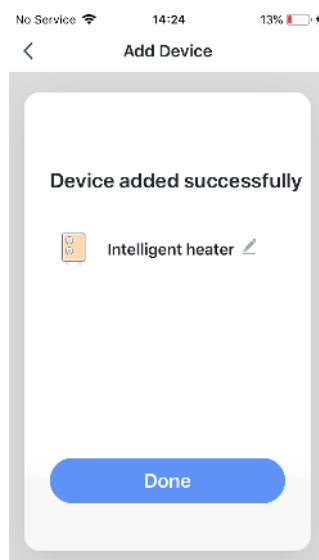 No Service 14:24 13%
Add Device
Device added successfully
Intelligent heater
Done